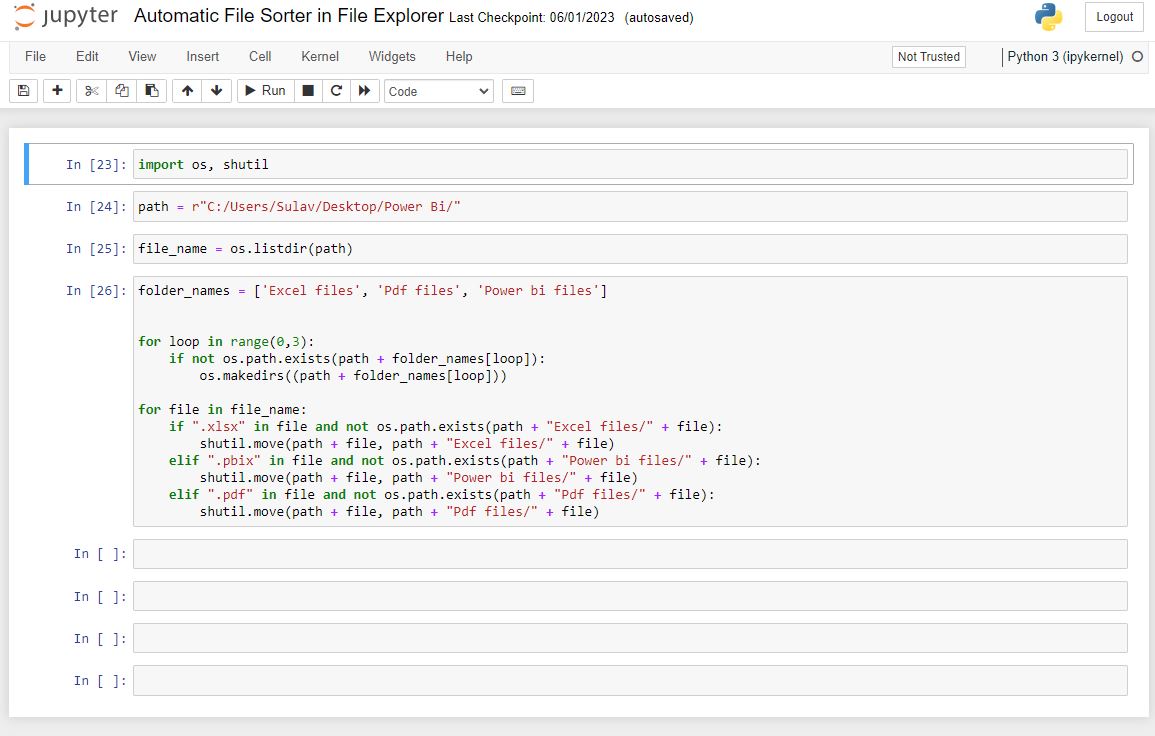 jupyter Automatic File Sorter in File Explorer Last Checkpoint: 06/01/2023 (autosaved) Logout
File Edit View Insert Cell Kernel Widgets Help Not Trusted Python 3 (ipykernel)
Run Code
In [23]: import os, shutil
In [24]: path = r"C:/Users/Sulav/Desktop/Power Bi/"
In [25]: file_name = os.listdir(path)
In [26]: folder_names = ['Excel files', 'Pdf files', 'Power bi files']
for loop in range(0,3):
    if not os.path.exists(path + folder_names[loop]):
        os.makedirs((path + folder_names[loop]))
for file in file_name:
    if ".xlsx" in file and not os.path.exists(path + "Excel files/" + file):
        shutil.move(path + file, path + "Excel files/" + file)
    elif ".pbix" in file and not os.path.exists(path + "Power bi files/" + file):
        shutil.move(path + file, path + "Power bi files/" + file)
    elif ".pdf" in file and not os.path.exists(path + "Pdf files/" + file):
        shutil.move(path + file, path + "Pdf files/" + file)
In [ ]:
In [ ]:
In [ ]:
In [ ]: